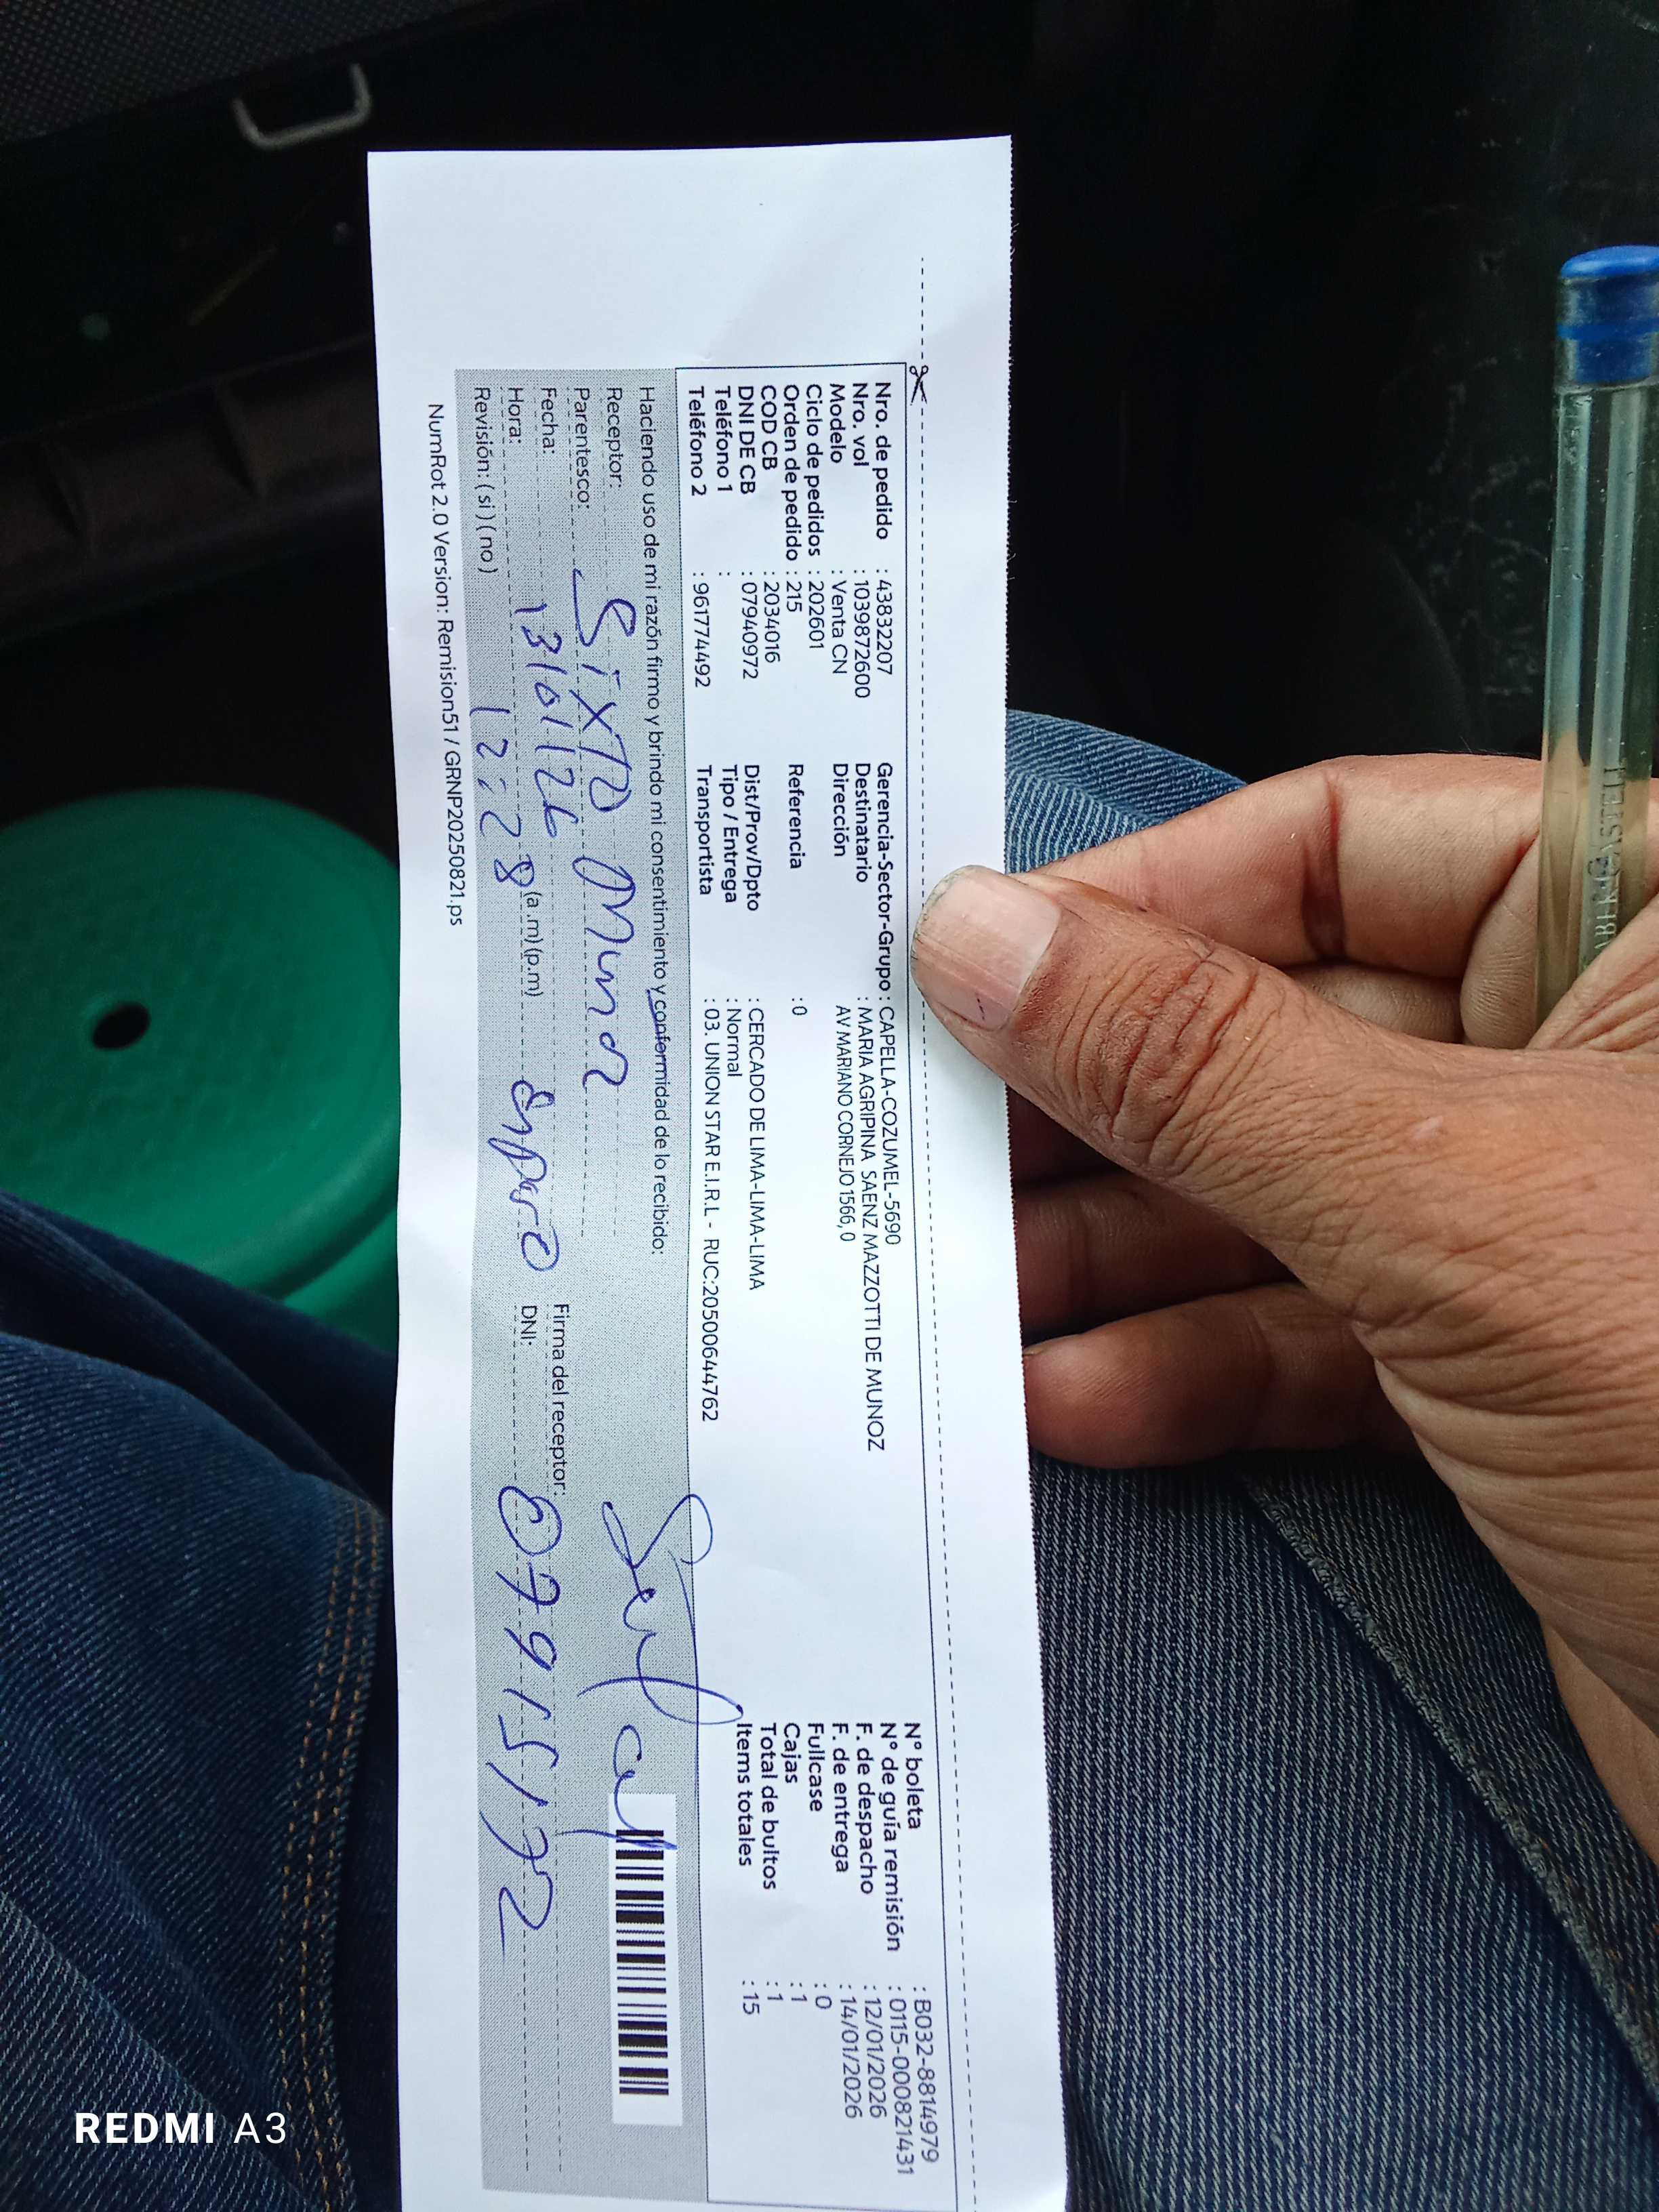 Nro. de pedido : 43832207
Nro. vol : 1039872600
Modelo : Venta CN
Ciclo de pedidos : 202601
Orden de pedido : 215
COD CB : 2034016
DNI DE CB : 07940972
Teléfono 1 :
Teléfono 2 : 961774492
Gerencia-Sector-Grupo : CAPELLA-COZUMEL-5690
Destinatario : MARIA AGRIPINA SAENZ MAZZOTTI DE MUNOZ
Dirección AV MARIANO CORNEJO 1566, 0
Referencia : 0
Dist/Prov/Dpto : CERCADO DE LIMA-LIMA-LIMA
Tipo / Entrega : Normal
Transportista : 03. UNION STAR E.I.R.L - RUC:20500644762
N° boleta : B032-8814979
N° de guía remisión : 0115-000821431
F. de despacho : 12/01/2026
F. de entrega : 14/01/2026
Fullcase : 0
Cajas : 1
Total de bultos : 1
Items totales : 15
Haciendo uso de mi razón firmo y brindo mi consentimiento y conformidad de lo recibido:
Receptor: Sixto
Parentesco:
Fecha: 13/01/26
Hora: 12:28 (a.m) (p.m)
Revisión: ( si ) ( no )
Firma del receptor:
DNI: 07915172
NumRot 2.0 Version: Remision51 / GRNP20250821.ps
REDMI A3